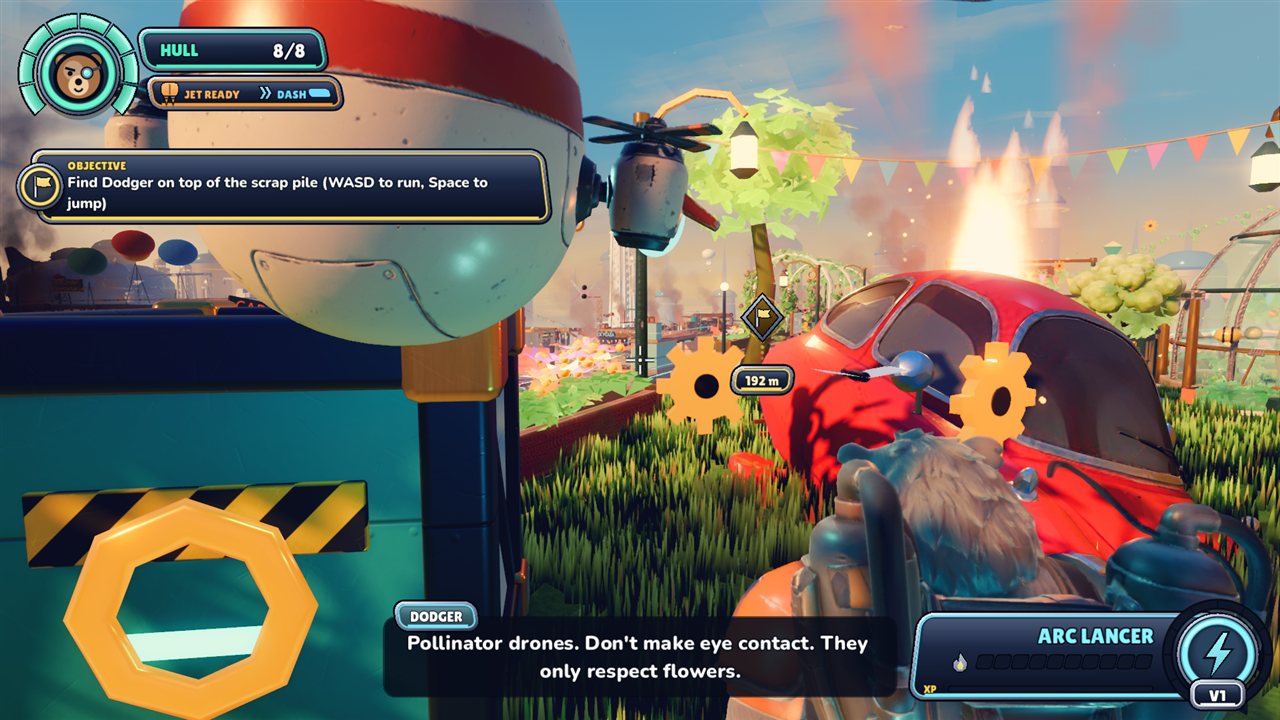 HULL 8/8
JET READY DASH
OBJECTIVE
Find Dodger on top of the scrap pile (WASD to run, Space to
jump)
192 m
DODGER
Pollinator drones. Don't make eye contact. They
only respect flowers.
ARC LANCER
XP
V1